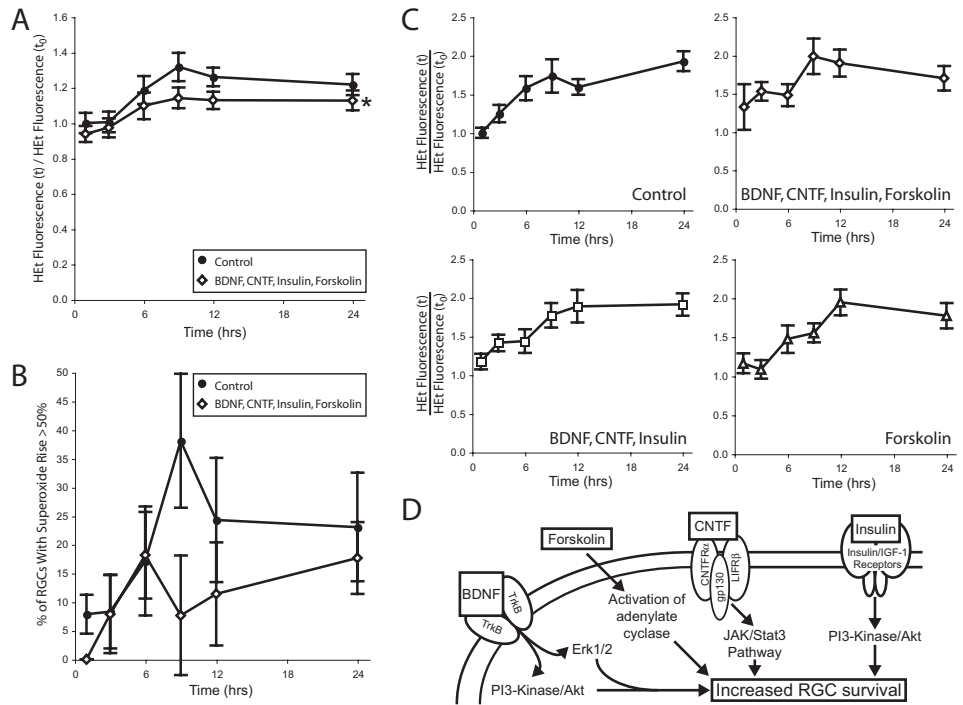 A
HEt Fluorescence (t) / HEt Fluorescence (t0)
1.6
1.4
1.2
1.0
0.8
0.6
0.4
0.2
0.0
*
Control
BDNF, CNTF, Insulin, Forskolin
0
6
12
18
24
Time (hrs)
B
% of RGCs With Superoxide Rise >50%
50
45
40
35
30
25
20
15
10
5
0
Control
BDNF, CNTF, Insulin, Forskolin
0
6
12
18
24
Time (hrs)
C
HEt Fluorescence (t)
HEt Fluorescence (t0)
2.5
2.0
1.5
1.0
0.5
0.0
Control
0
6
12
18
24
Time (hrs)
2.5
2.0
1.5
1.0
0.5
0.0
BDNF, CNTF, Insulin, Forskolin
0
6
12
18
24
Time (hrs)
HEt Fluorescence (t)
HEt Fluorescence (t0)
2.5
2.0
1.5
1.0
0.5
0.0
BDNF, CNTF, Insulin
0
6
12
18
24
Time (hrs)
2.5
2.0
1.5
1.0
0.5
0.0
Forskolin
0
6
12
18
24
Time (hrs)
D
BDNF
TrkB
TrkB
Forskolin
Activation of
adenylate
cyclase
CNTF
CNTFRα
gp130
LIFRβ
JAK/Stat3
Pathway
Insulin
Insulin/IGF-1
Receptors
PI3-Kinase/Akt
Erk1/2
PI3-Kinase/Akt
Increased RGC survival